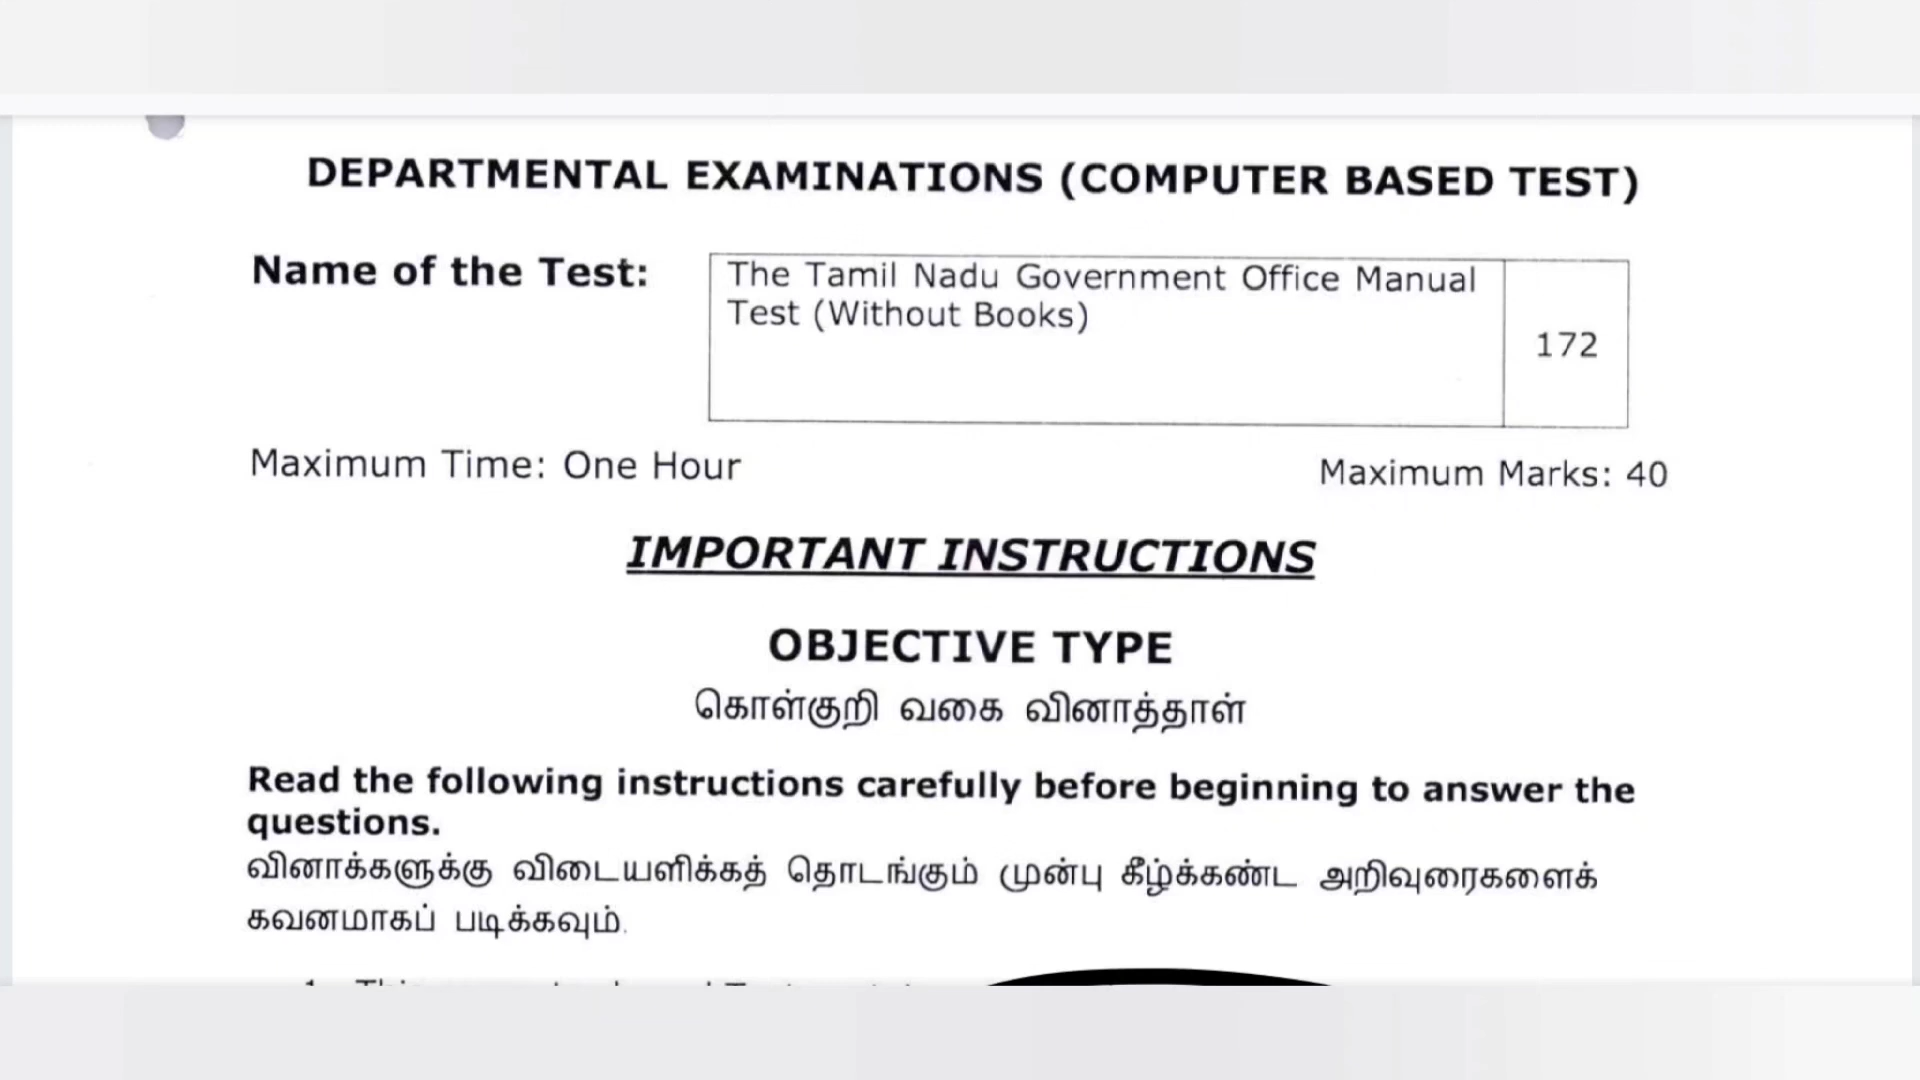 DEPARTMENTAL EXAMINATIONS (COMPUTER BASED TEST)
Name of the Test:
The Tamil Nadu Government Office Manual
Test (Without Books)
172
Maximum Time: One Hour
Maximum Marks: 40
IMPORTANT INSTRUCTIONS
OBJECTIVE TYPE
கொள்குறி வகை வினாத்தாள்
Read the following instructions carefully before beginning to answer the
questions.
வினாக்களுக்கு விடையளிக்கத் தொடங்கும் முன்பு கீழ்க்கண்ட அறிவுரைகளைக்
கவனமாகப் படிக்கவும்.